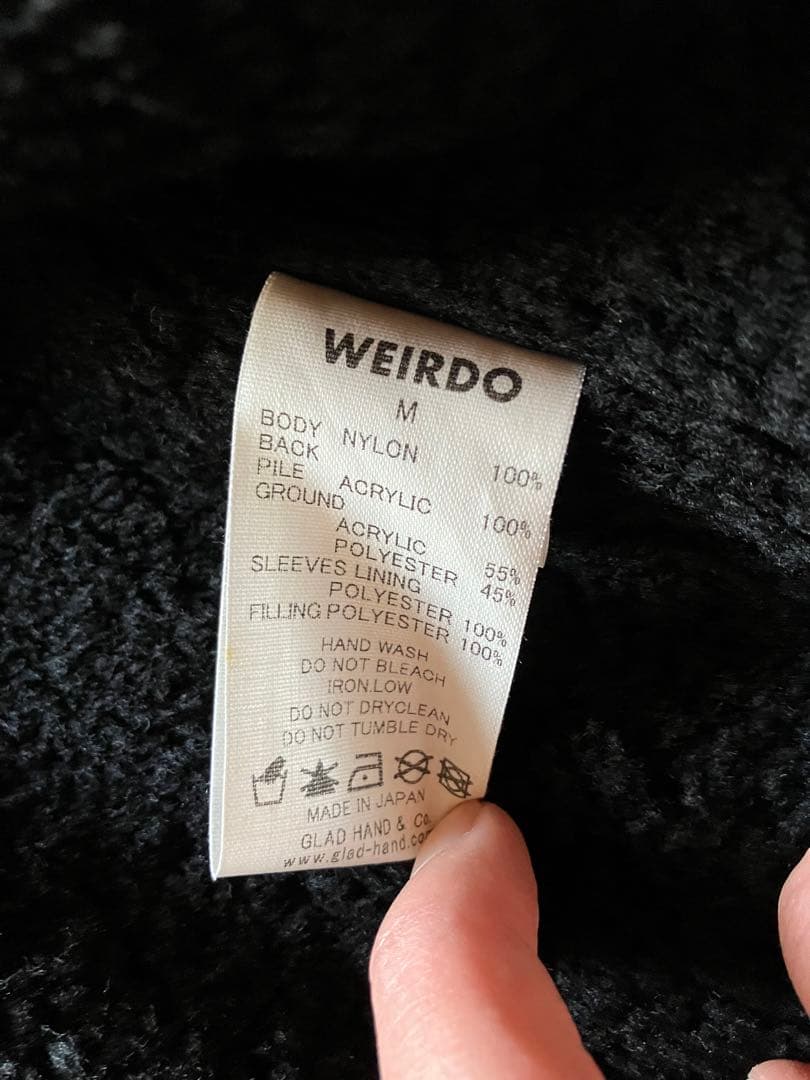 WEIRDO
M
BODY NYLON 100%
BACK
PILE ACRYLIC 100%
GROUND
ACRYLIC 55%
POLYESTER 45%
SLEEVES LINING
POLYESTER 100%
FILLING POLYESTER 100%
HAND WASH
DO NOT BLEACH
IRON.LOW
DO NOT DRYCLEAN
DO NOT TUMBLE DRY
MADE IN JAPAN
GLAD HAND & Co.
www.glad-hand.com